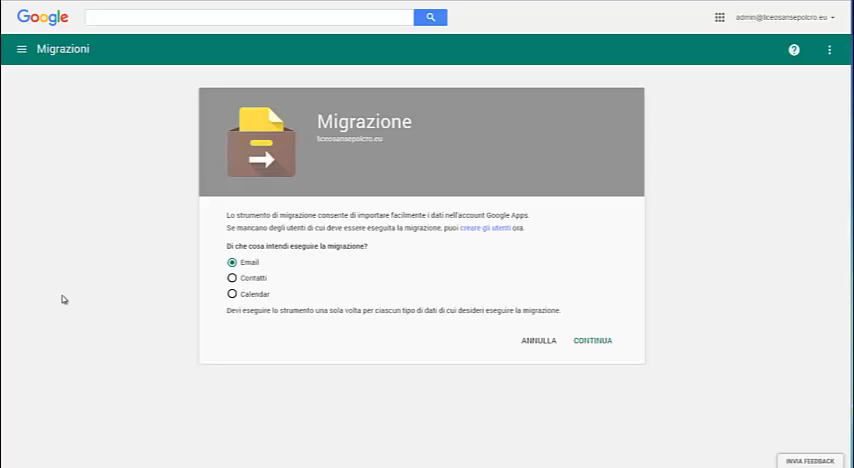 Google
admin@liceosansepolcro.eu
Migrazioni
Migrazione
liceosansepolcro.eu
Lo strumento di migrazione consente di importare facilmente i dati nell'account Google Apps.
Se mancano degli utenti di cui deve essere eseguita la migrazione, puoi creare gli utenti ora.
Di che cosa intendi eseguire la migrazione?
Email
Contatti
Calendar
Devi eseguire lo strumento una sola volta per ciascun tipo di dati di cui desideri eseguire la migrazione.
ANNULLA CONTINUA
INVIA FEEDBACK